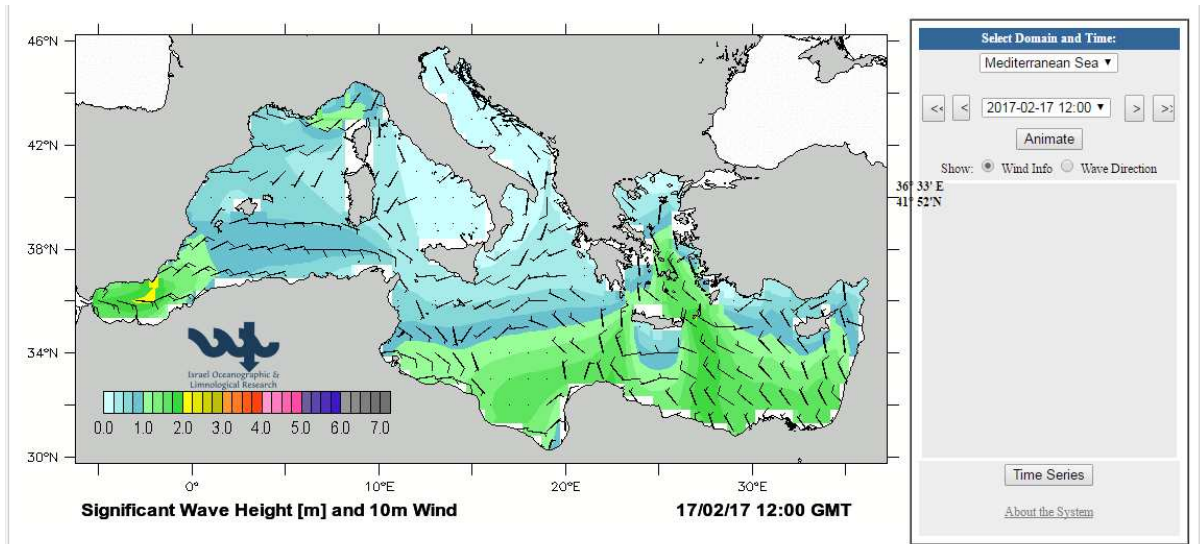 46°N
42°N
38°N
34°N
30°N
Israel Oceanographic &
Limnological Research
0.0 1.0 2.0 3.0 4.0 5.0 6.0 7.0
0° 10°E 20°E 30°E
Significant Wave Height [m] and 10m Wind 17/02/17 12:00 GMT
Select Domain and Time:
Mediterranean Sea ▼
<< < 2017-02-17 12:00 ▼ > >:
Animate
Show: Wind Info Wave Direction
36° 33' E
41° 52'N
Time Series
About the System